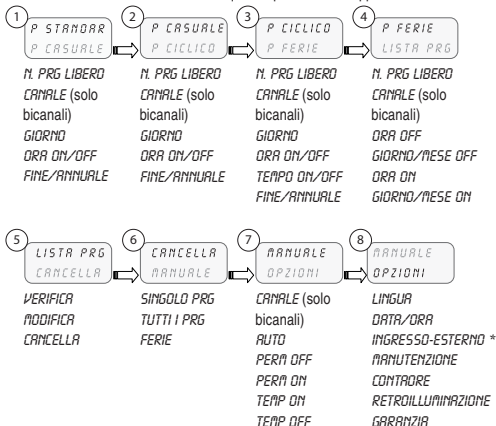 1
P STANDAR
P CASUALE
N. PRG LIBERO
CANALE (solo
bicanali)
GIORNO
ORA ON/OFF
FINE/ANNUALE
2
P CASUALE
P CICLICO
N. PRG LIBERO
CANALE (solo
bicanali)
GIORNO
ORA ON/OFF
FINE/ANNUALE
3
P CICLICO
P FERIE
N. PRG LIBERO
CANALE (solo
bicanali)
GIORNO
ORA ON/OFF
TEMPO ON/OFF
FINE/ANNUALE
4
P FERIE
LISTA PRG
N. PRG LIBERO
CANALE (solo
bicanali)
ORA OFF
GIORNO/MESE OFF
ORA ON
GIORNO/MESE ON
5
LISTA PRG
CANCELLA
VERIFICA
MODIFICA
CANCELLA
6
CANCELLA
MANUALE
SINGOLO PRG
TUTTI I PRG
FERIE
7
MANUALE
OPZIONI
CANALE (solo
bicanali)
AUTO
PERM OFF
PERM ON
TEMP ON
TEMP OFF
8
MANUALE
OPZIONI
LINGUA
DATA/ORA
INGRESSO-ESTERNO *
MANUTENZIONE
CONTAORE
RETROILLUMINAZIONE
GARANZIA